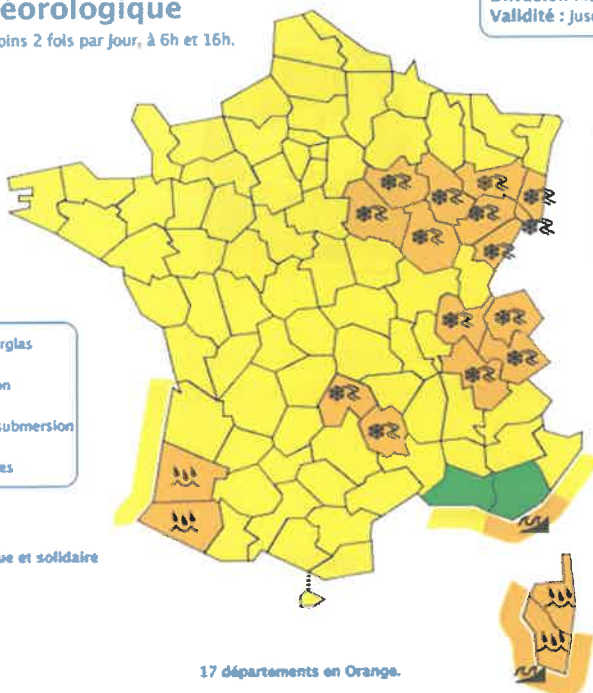 éorologique
oins 2 fois par jour, à 6h et 16h.
Validité : jus
rglas
on
submersion
es
ue et solidaire
17 départements en Orange.